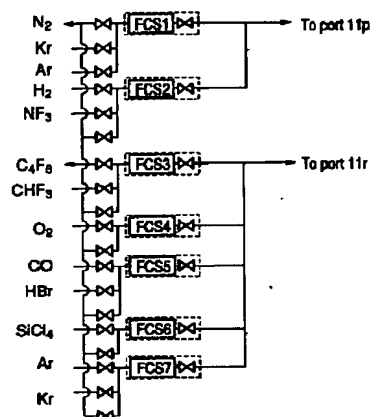 N₂ FCS1 To port 11p
Kr
Ar
H₂ FCS2
NF₃
C₄F₈ FCS3 To port 11r
CHF₃
O₂ FCS4
CO FCS5
HBr
SiCl₄ FCS6
Ar FCS7
Kr